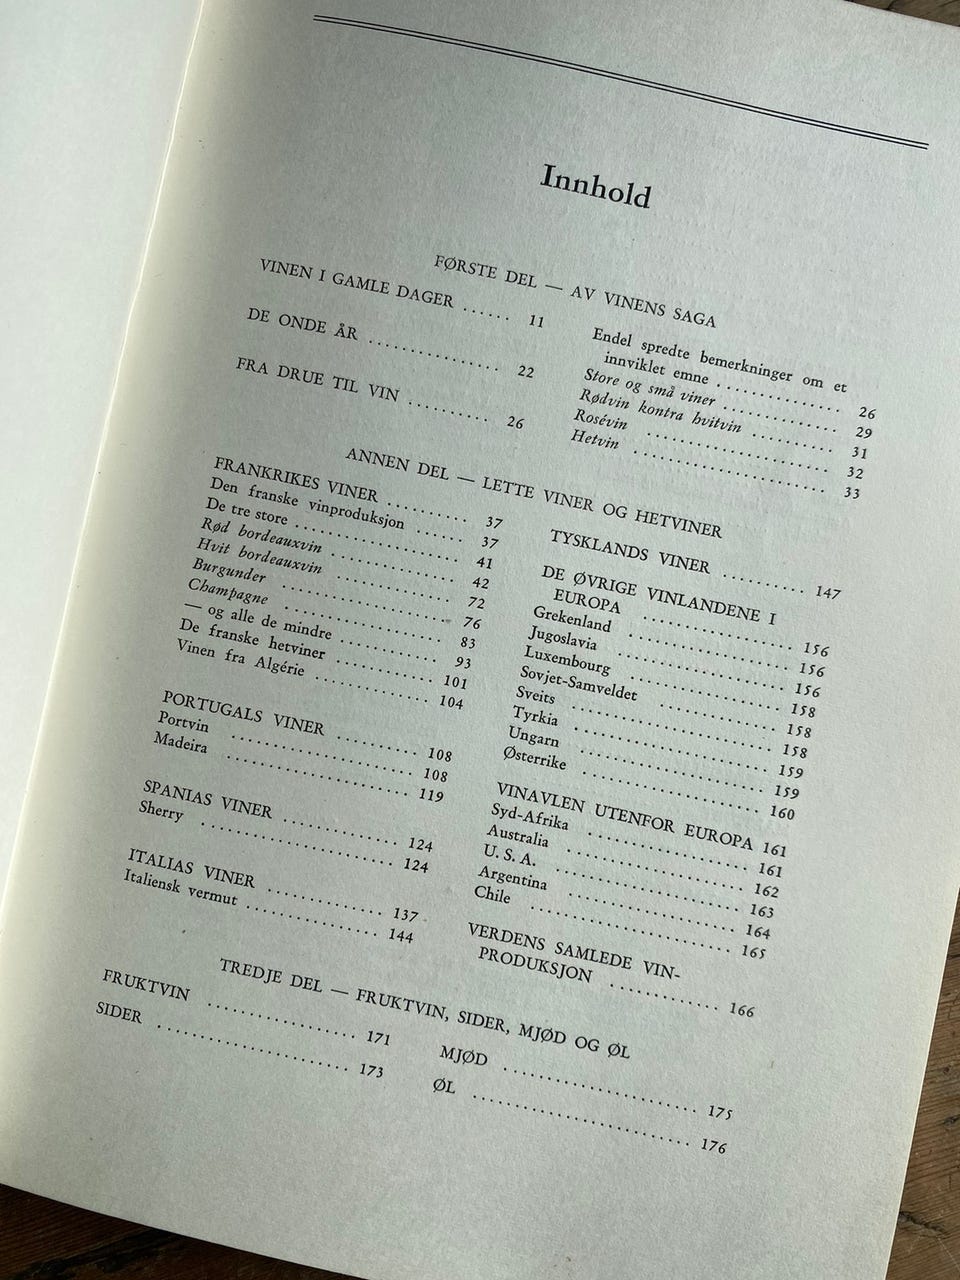 Innhold
FØRSTE DEL — AV VINENS SAGA
VINEN I GAMLE DAGER ...... 11
DE ONDE ÅR ................ 22
FRA DRUE TIL VIN .......... 26
Endel spredte bemerkninger om et
innviklet emne ............... 26
Store og små viner .............. 29
Rødvin kontra hvitvin .......... 31
Rosévin ...................... 32
Hetvin ....................... 33
ANNEN DEL — LETTE VINER OG HETVINER
FRANKRIKES VINER .......... 37
Den franske vinproduksjon ........ 37
De tre store .................... 41
Rød bordeauxvin ................ 42
Hvit bordeauxvin ............... 72
Burgunder .................... 76
Champagne .................... 83
— og alle de mindre ............. 93
De franske hetviner ............. 101
Vinen fra Algérie ............... 104
PORTUGALS VINER .......... 108
Portvin ...................... 108
Madeira ...................... 119
SPANIAS VINER .............. 124
Sherry ....................... 124
ITALIAS VINER .............. 137
Italiensk vermut ................ 144
TYSKLANDS VINER .......... 147
DE ØVRIGE VINLANDENE I
EUROPA .................... 156
Grekenland .................... 156
Jugoslavia .................... 156
Luxembourg .................... 158
Sovjet-Samveldet ............... 158
Sveits ....................... 158
Tyrkia ....................... 159
Ungarn ....................... 159
Østerrike ..................... 160
VINAVLEN UTENFOR EUROPA 161
Syd-Afrika .................... 161
Australia ..................... 162
U. S. A. ..................... 163
Argentina ..................... 164
Chile ........................ 165
VERDENS SAMLEDE VIN-
PRODUKSJON .............. 166
TREDJE DEL — FRUKTVIN, SIDER, MJØD OG ØL
FRUKTVIN .................. 171
SIDER ...................... 173
MJØD ...................... 175
ØL ........................ 176